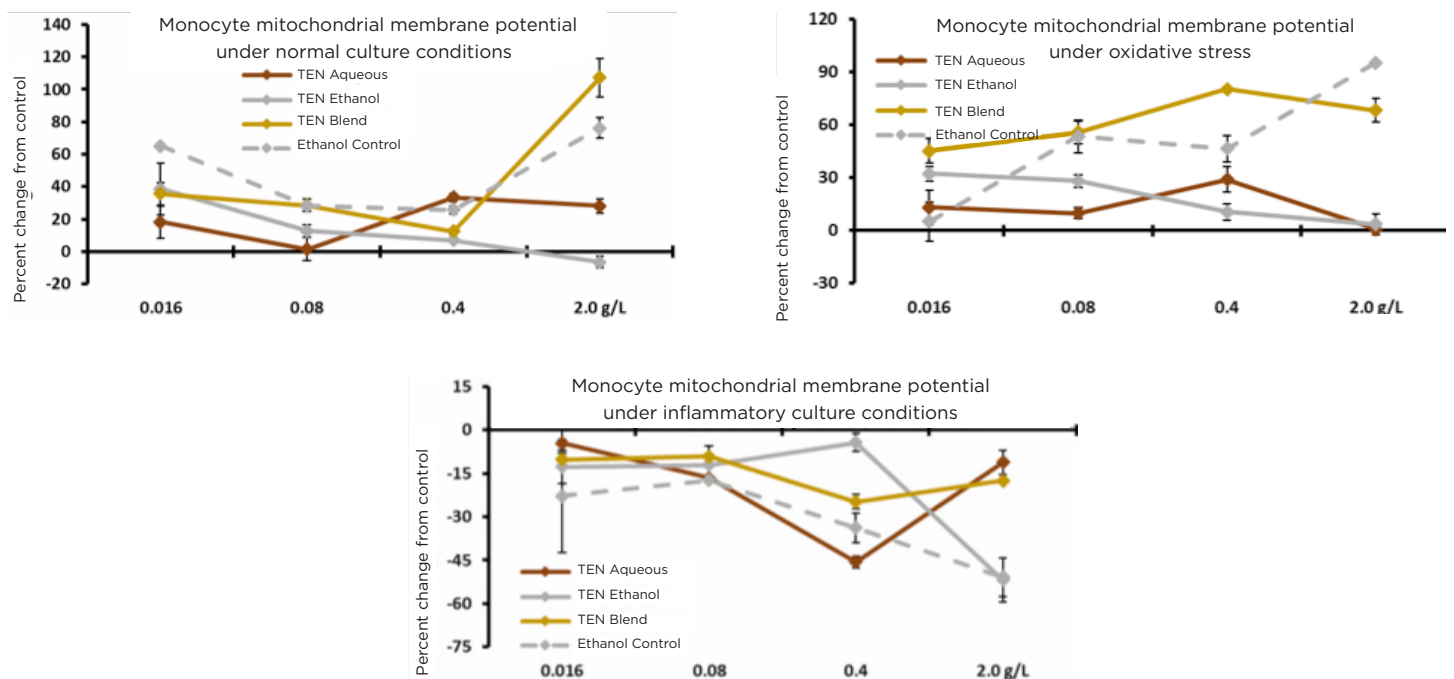 Monocyte mitochondrial membrane potential
under normal culture conditions
Percent change from control
140
120
100
80
60
40
20
0
-20
TEN Aqueous
TEN Ethanol
TEN Blend
Ethanol Control
0.016 0.08 0.4 2.0 g/L
Monocyte mitochondrial membrane potential
under oxidative stress
Percent change from control
120
90
60
30
0
-30
TEN Aqueous
TEN Ethanol
TEN Blend
Ethanol Control
0.016 0.08 0.4 2.0 g/L
Monocyte mitochondrial membrane potential
under inflammatory culture conditions
Percent change from control
15
0
-15
-30
-45
-60
-75
TEN Aqueous
TEN Ethanol
TEN Blend
Ethanol Control
0.016 0.08 0.4 2.0 g/L